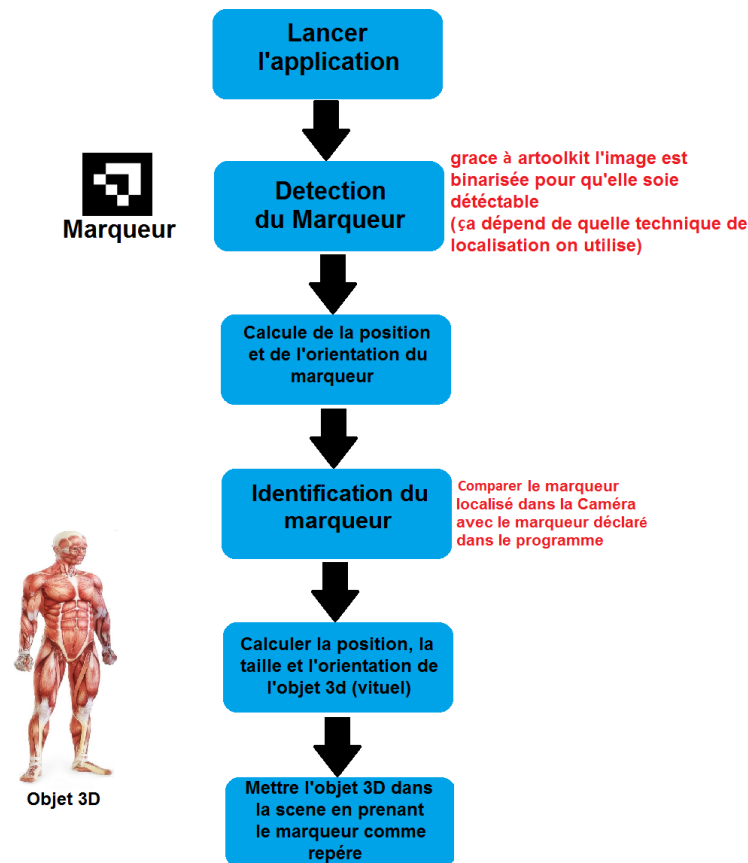 Lancer
l'application
Marqueur
Detection
du Marqueur
grace à artoolkit l'image est
binarisée pour qu'elle soie
détéctable
(ça dépend de quelle technique de
localisation on utilise)
Calcule de la position
et de l'orientation du
marqueur
Identification du
marqueur
Comparer le marqueur
localisé dans la Caméra
avec le marqueur déclaré
dans le programme
Calculer la position, la
taille et l'orientation de
l'objet 3d (vituel)
Objet 3D
Mettre l'objet 3D dans
la scene en prenant
le marqueur comme
repére